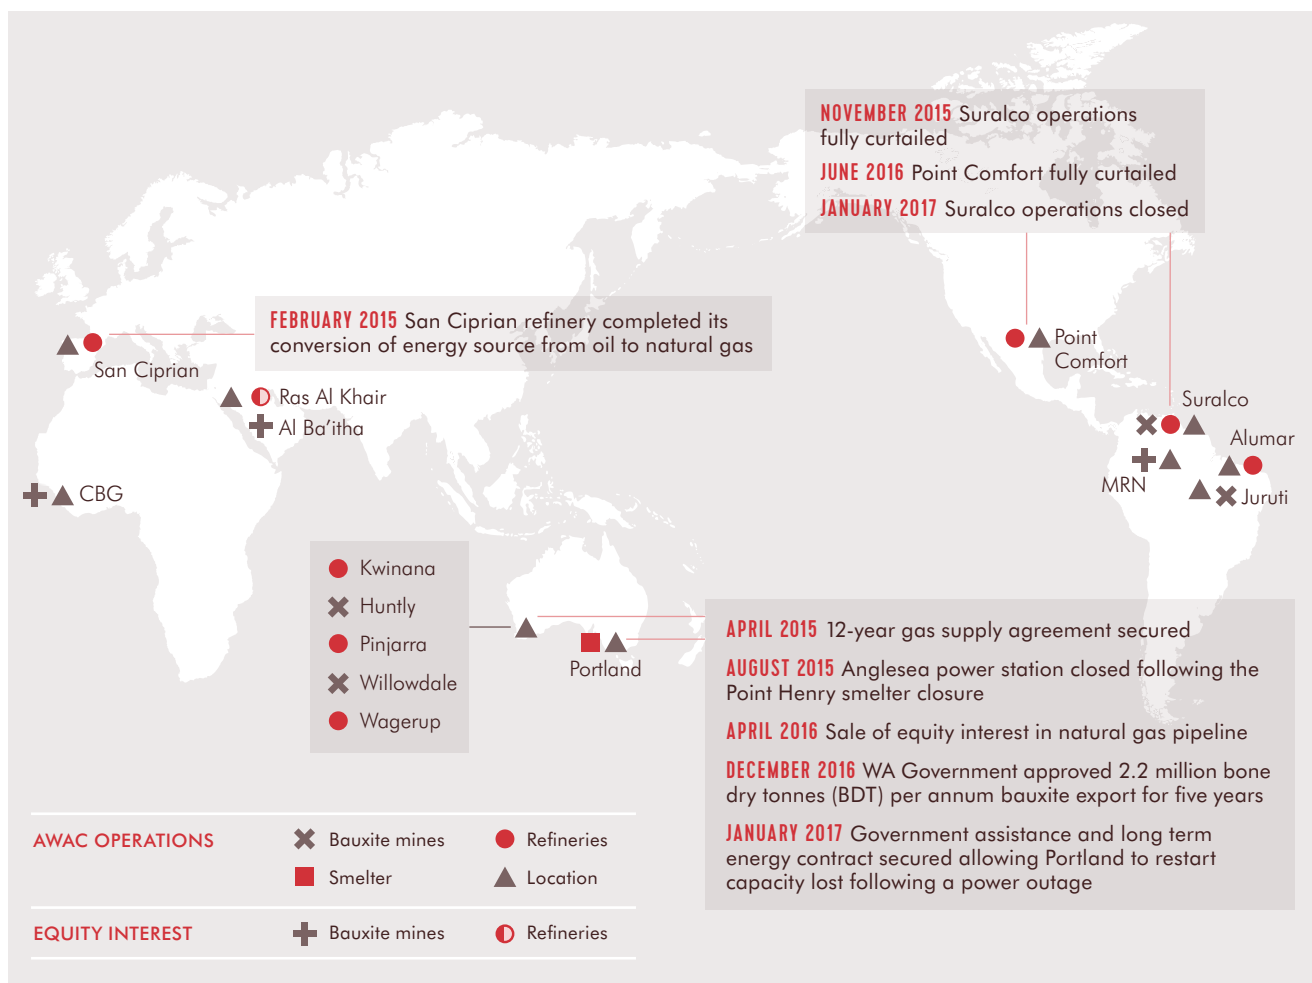 NOVEMBER 2015 Suralco operations
fully curtailed
JUNE 2016 Point Comfort fully curtailed
JANUARY 2017 Suralco operations closed
FEBRUARY 2015 San Ciprian refinery completed its
conversion of energy source from oil to natural gas
San Ciprian
Ras Al Khair
Al Ba’itha
CBG
Point
Comfort
Suralco
Alumar
MRN
Juruti
Kwinana
Huntly
Pinjarra
Willowdale
Wagerup
Portland
APRIL 2015 12-year gas supply agreement secured
AUGUST 2015 Anglesea power station closed following the
Point Henry smelter closure
APRIL 2016 Sale of equity interest in natural gas pipeline
DECEMBER 2016 WA Government approved 2.2 million bone
dry tonnes (BDT) per annum bauxite export for five years
JANUARY 2017 Government assistance and long term
energy contract secured allowing Portland to restart
capacity lost following a power outage
AWAC OPERATIONS
Bauxite mines
Refineries
Smelter
Location
EQUITY INTEREST
Bauxite mines
Refineries